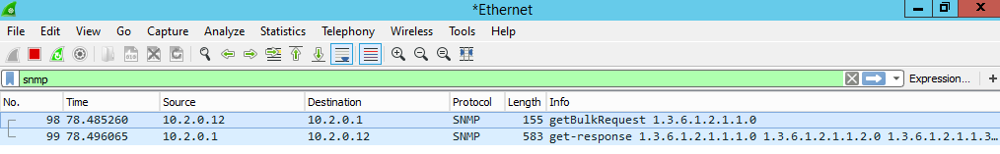 *Ethernet
File Edit View Go Capture Analyze Statistics Telephony Wireless Tools Help
snmp Expression... +
No. Time Source Destination Protocol Length Info
98 78.485260 10.2.0.12 10.2.0.1 SNMP 155 getBulkRequest 1.3.6.1.2.1.1.0
99 78.496065 10.2.0.1 10.2.0.12 SNMP 583 get-response 1.3.6.1.2.1.1.1.0 1.3.6.1.2.1.1.2.0 1.3.6.1.2.1.1.3...